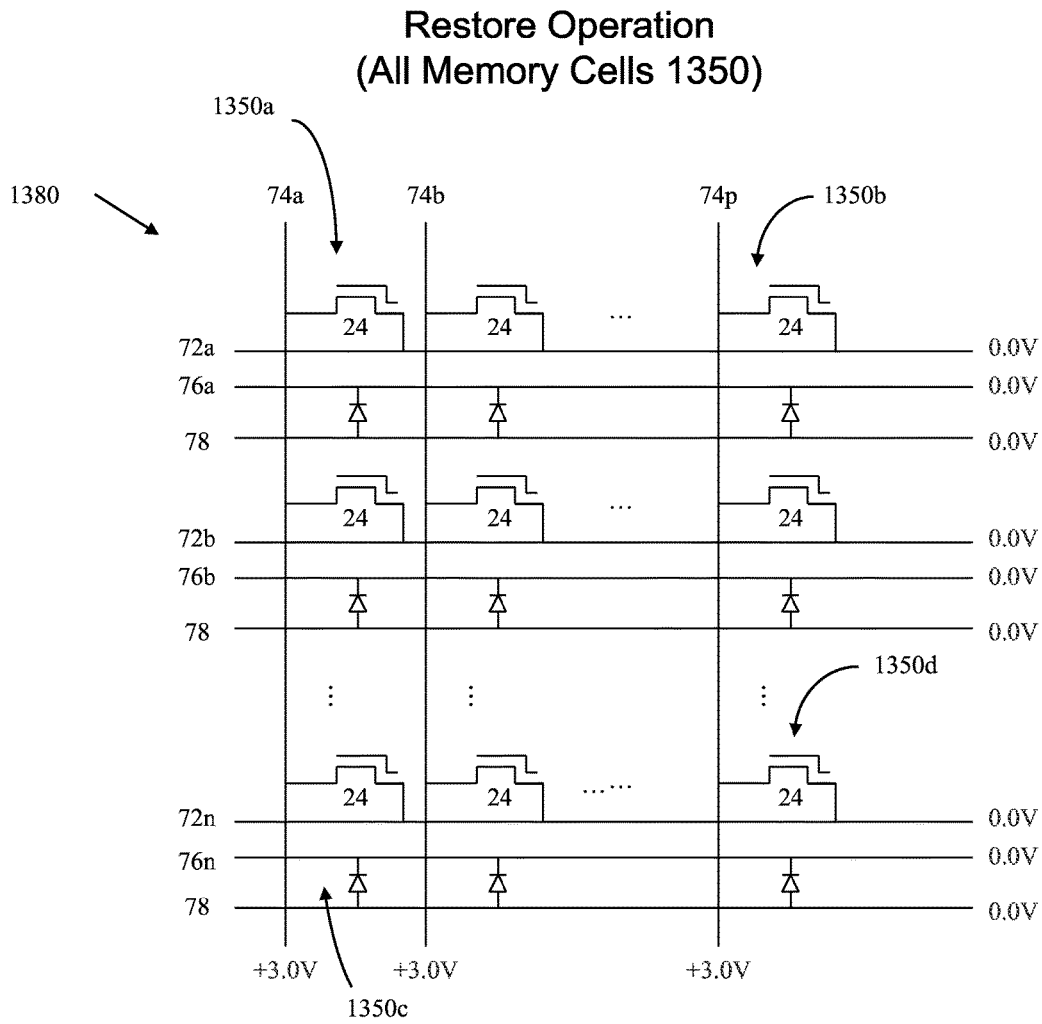 Restore Operation
(All Memory Cells 1350)
1350a
1380
74a 74b 74p 1350b
24 24 ... 24
72a 0.0V
76a 0.0V
78 0.0V
24 24 ... 24
72b 0.0V
76b 0.0V
78 0.0V
1350d
... ... ...
24 24 ... ... 24
72n 0.0V
76n 0.0V
78 0.0V
+3.0V +3.0V +3.0V
1350c